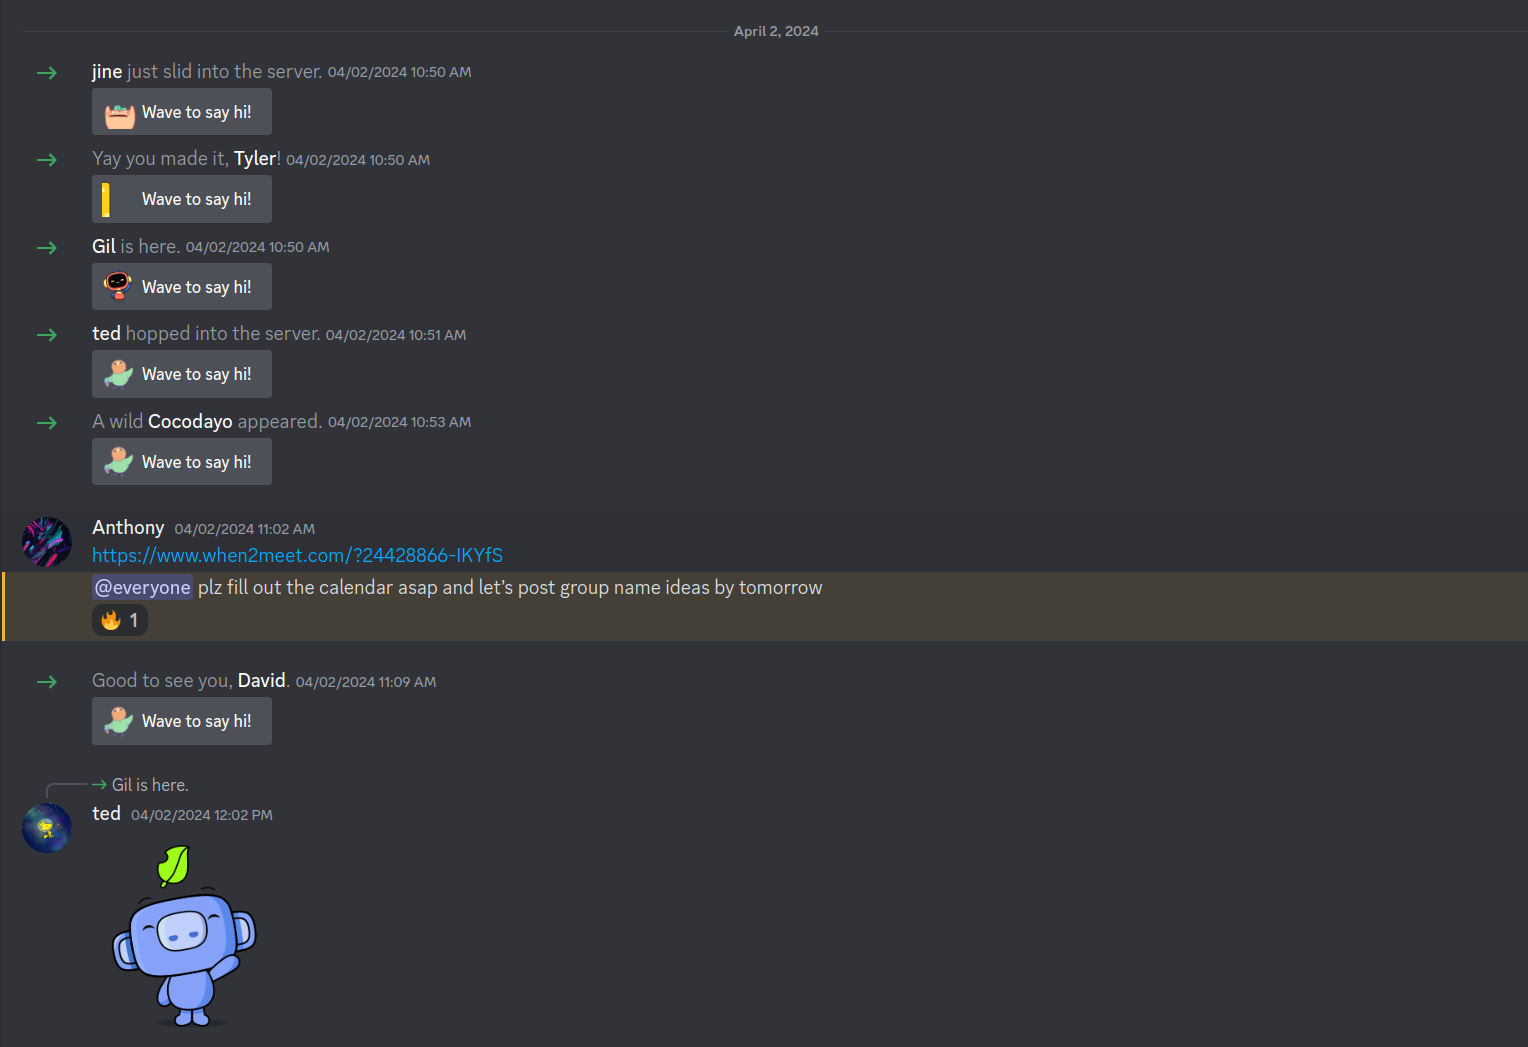 April 2, 2024
jine just slid into the server. 04/02/2024 10:50 AM
Wave to say hi!
Yay you made it, Tyler! 04/02/2024 10:50 AM
Wave to say hi!
Gil is here. 04/02/2024 10:50 AM
Wave to say hi!
ted hopped into the server. 04/02/2024 10:51 AM
Wave to say hi!
A wild Cocodayo appeared. 04/02/2024 10:53 AM
Wave to say hi!
Anthony 04/02/2024 11:02 AM
https://www.when2meet.com/?24428866-IKYfS
@everyone plz fill out the calendar asap and let’s post group name ideas by tomorrow
🔥 1
Good to see you, David. 04/02/2024 11:09 AM
Wave to say hi!
Gil is here.
ted 04/02/2024 12:02 PM